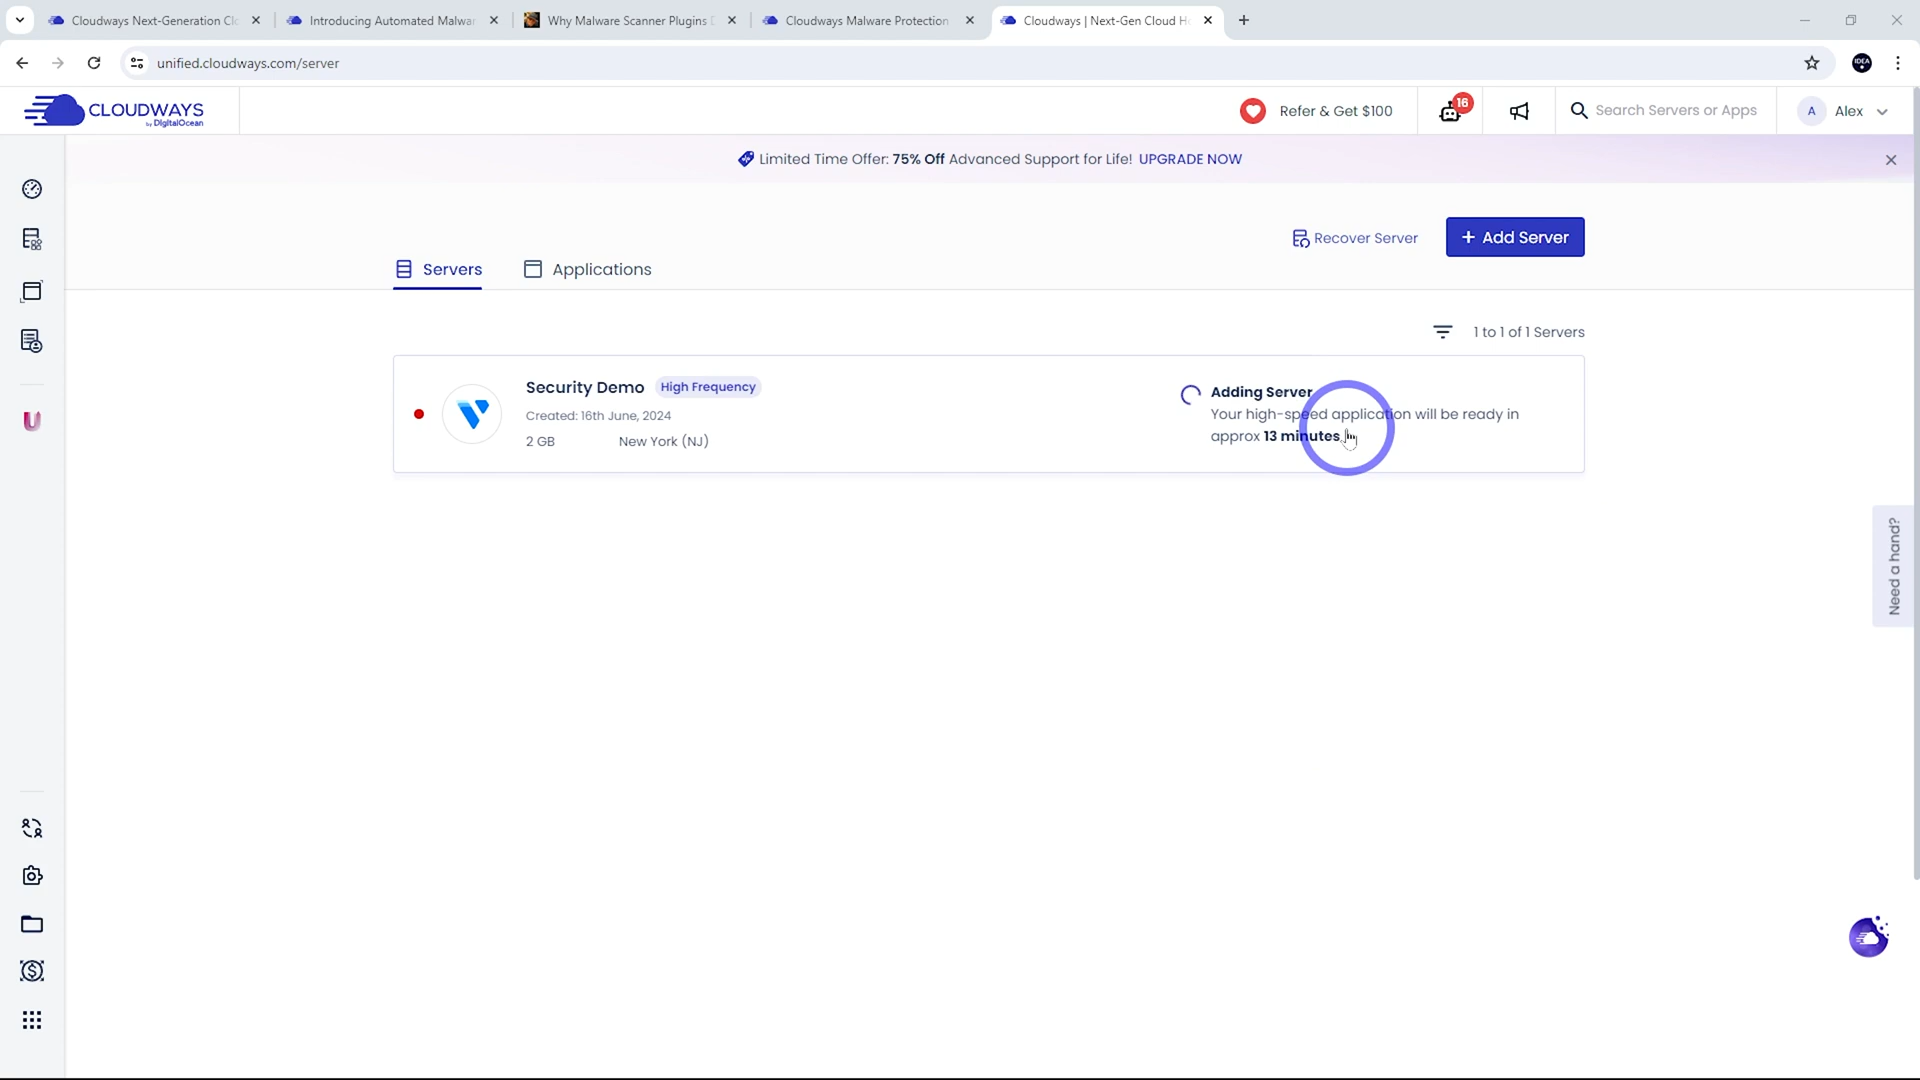 Cloudways Next-Generation Cl
Introducing Automated Malwa
Why Malware Scanner Plugins
Cloudways Malware Protection
Cloudways | Next-Gen Cloud H
unified.cloudways.com/server
IDEA
CLOUDWAYS
by DigitalOcean
Refer & Get $100
16
Search Servers or Apps
A
Alex
Limited Time Offer: 75% Off Advanced Support for Life! UPGRADE NOW
Recover Server
+ Add Server
Servers
Applications
1 to 1 of 1 Servers
Security Demo
High Frequency
Created: 16th June, 2024
2 GB
New York (NJ)
Adding Server
Your high-speed application will be ready in
approx 13 minutes
Need a hand?